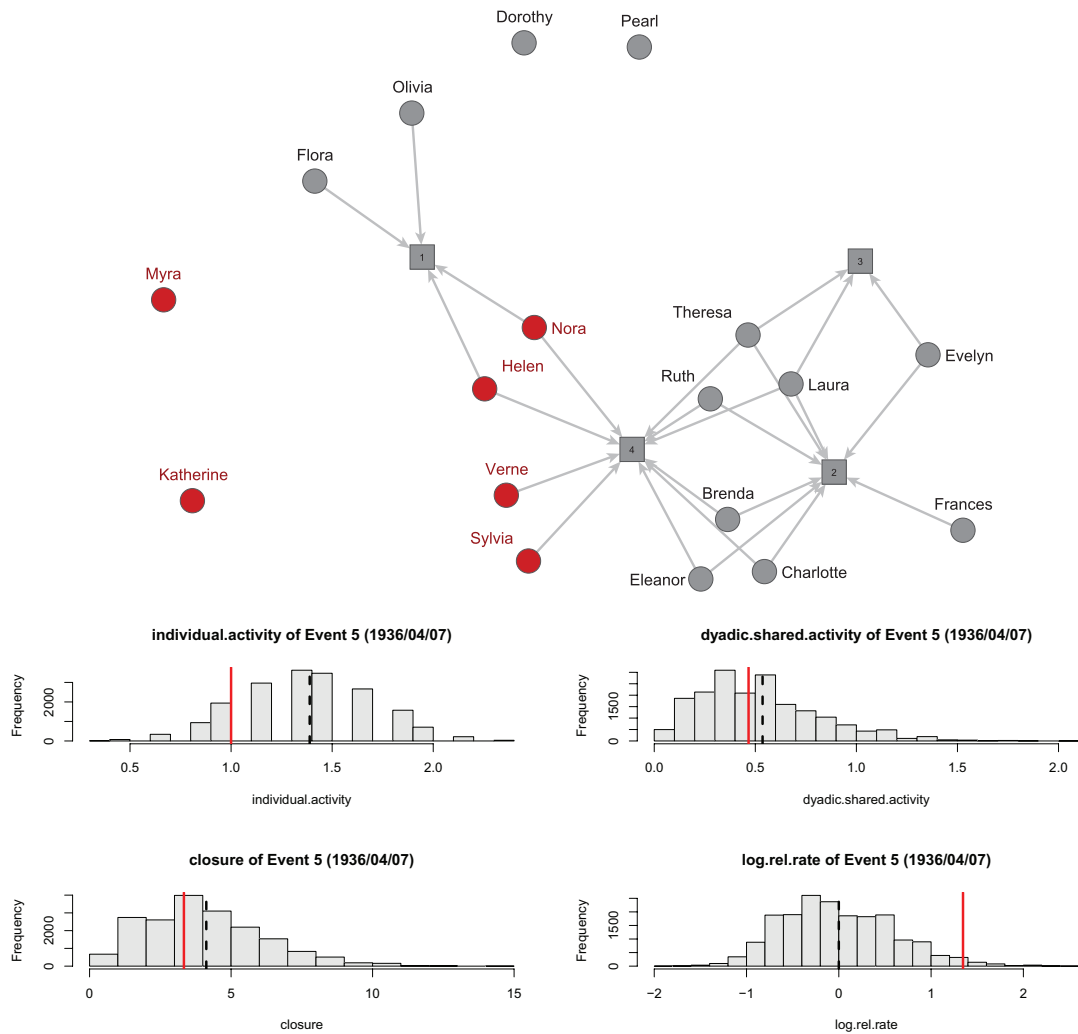 Dorothy
Pearl
Olivia
Flora
1
3
Myra
Theresa
Nora
Evelyn
Helen
Ruth
Laura
4
Katherine
Verne
2
Brenda
Frances
Sylvia
Eleanor
Charlotte
individual.activity of Event 5 (1936/04/07)
Frequency
2000
0
0.5 1.0 1.5 2.0
individual.activity
dyadic.shared.activity of Event 5 (1936/04/07)
Frequency
1500
0
0.0 0.5 1.0 1.5 2.0
dyadic.shared.activity
closure of Event 5 (1936/04/07)
Frequency
2000
0
0 5 10 15
closure
log.rel.rate of Event 5 (1936/04/07)
Frequency
1500
0
−2 −1 0 1 2
log.rel.rate